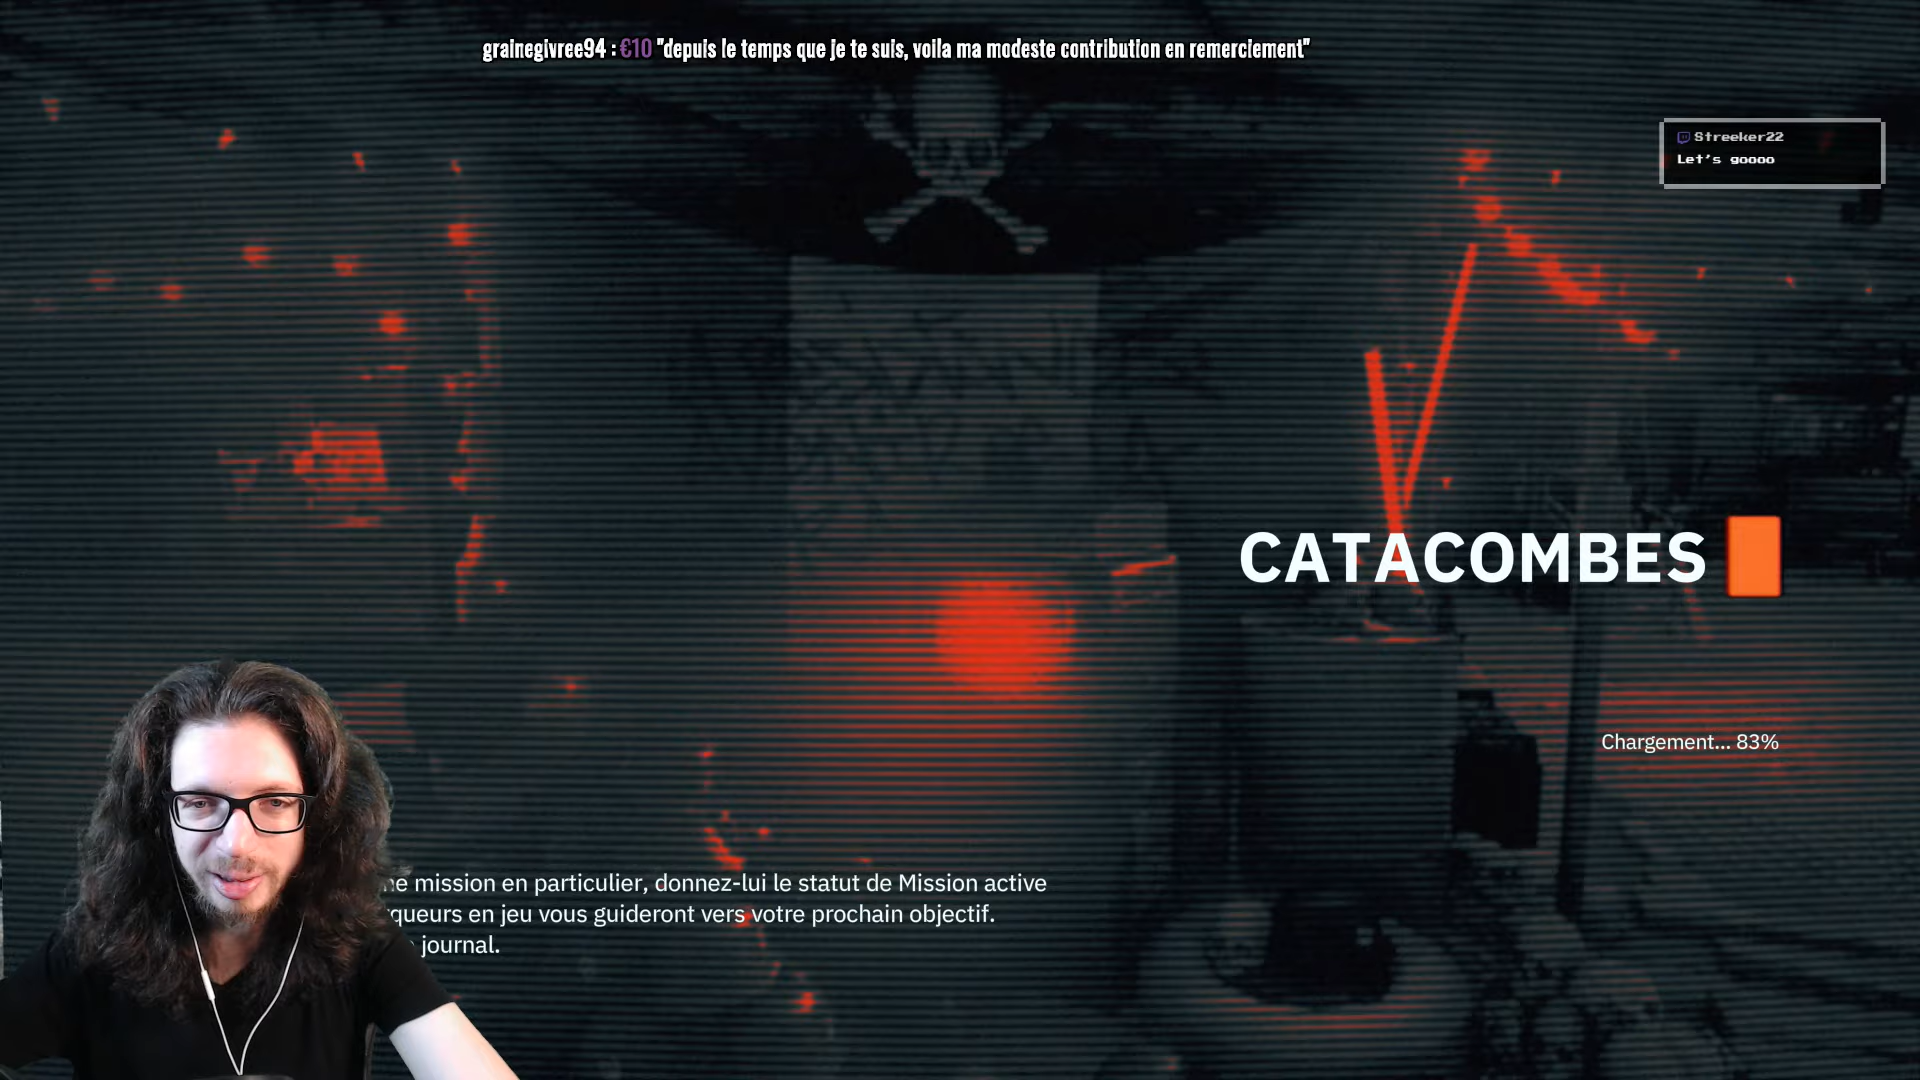 grainegivree94 : €10 "depuis le temps que je te suis, voila ma modeste contribution en remerciement"
Streeker22
Let's goooo
CATACOMBES
Chargement... 83%
mission en particulier, donnez-lui le statut de Mission active
en jeu vous guideront vers votre prochain objectif.
journal.